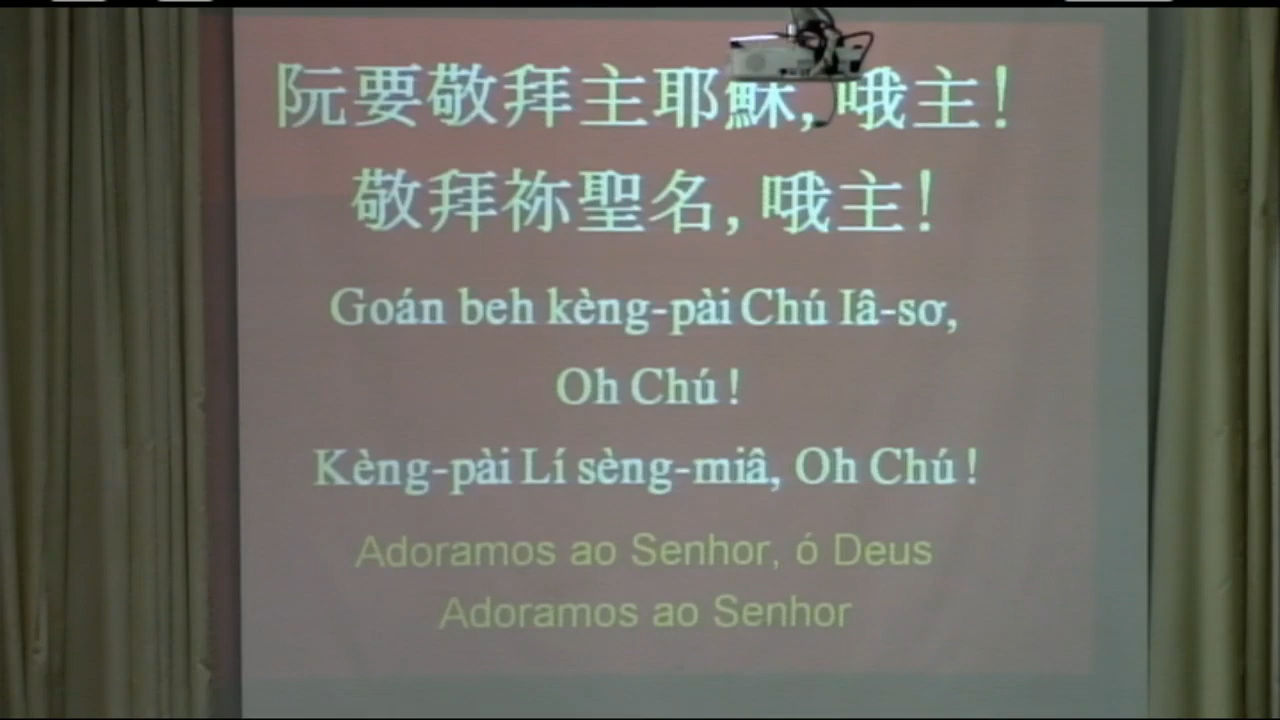 阮要敬拜主耶穌,哦主!
敬拜祢聖名,哦主!
Goán beh kèng-pài Chú Iâ-sơ,
Oh Chú !
Kèng-pài Lí sèng-miâ, Oh Chú !
Adoramos ao Senhor, ó Deus
Adoramos ao Senhor